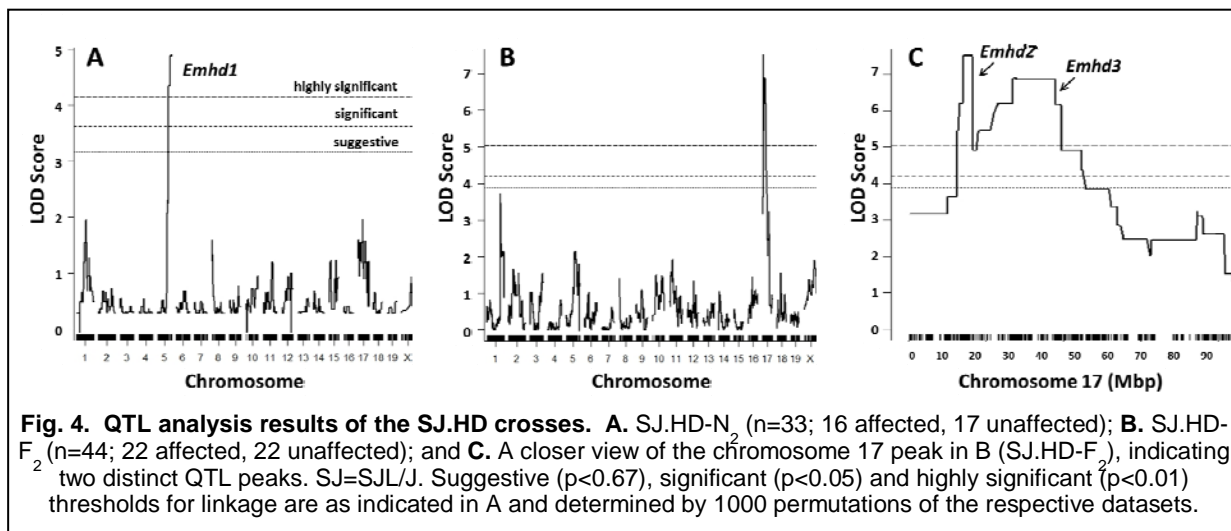 A
Emhd1
highly significant
significant
suggestive
LOD Score
5
4
3
2
1
0
1 2 3 4 5 6 7 8 9 10 11 12 13 14 15 16 17 18 19 X
Chromosome
B
LOD Score
7
6
5
4
3
2
1
0
1 2 3 4 5 6 7 8 9 10 11 12 13 14 15 16 17 18 19 X
Chromosome
C
Emhd2
Emhd3
LOD Score
7
6
5
4
3
2
1
0
0 10 20 30 40 50 60 70 80 90
Chromosome 17 (Mbp)
Fig. 4. QTL analysis results of the SJ.HD crosses. A. SJ.HD-N2 (n=33; 16 affected, 17 unaffected); B. SJ.HD-
F2 (n=44; 22 affected, 22 unaffected); and C. A closer view of the chromosome 17 peak in B (SJ.HD-F2), indicating
two distinct QTL peaks. SJ=SJL/J. Suggestive (p<0.67), significant (p<0.05) and highly significant (p<0.01)
thresholds for linkage are as indicated in A and determined by 1000 permutations of the respective datasets.